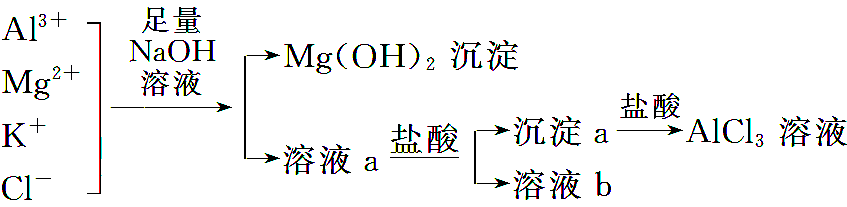 Al³⁺
Mg²⁺
K⁺
Cl⁻
足量
NaOH
溶液
Mg(OH)₂ 沉淀
溶液 a
盐酸
沉淀 a
溶液 b
盐酸
AlCl₃ 溶液